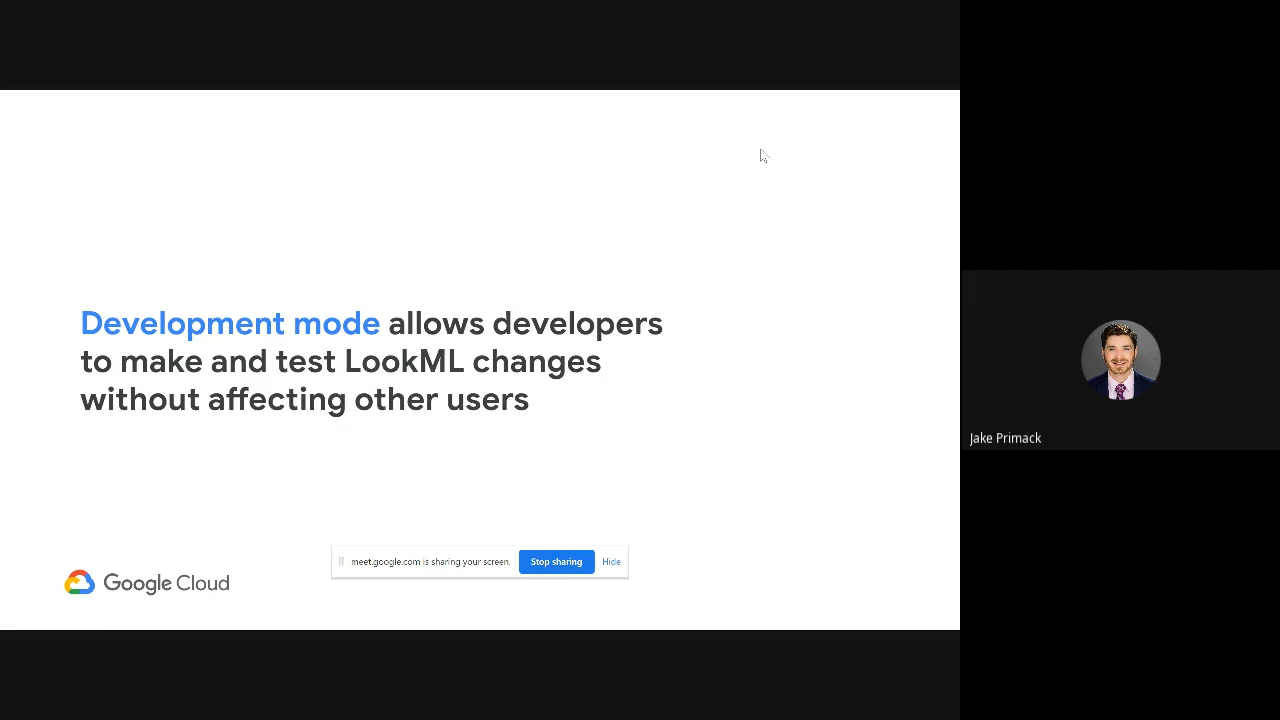 Development mode allows developers
to make and test LookML changes
without affecting other users
meet.google.com is sharing your screen.
Stop sharing
Hide
Google Cloud
Jake Primack